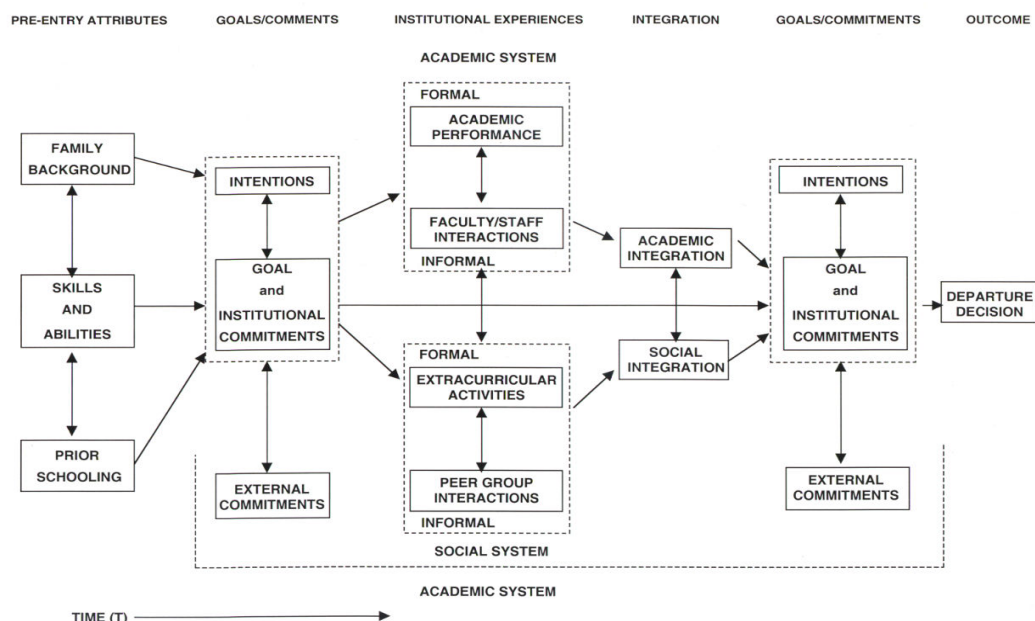 PRE-ENTRY ATTRIBUTES
GOALS/COMMENTS
INSTITUTIONAL EXPERIENCES
INTEGRATION
GOALS/COMMITMENTS
OUTCOME
ACADEMIC SYSTEM
FORMAL
ACADEMIC
PERFORMANCE
FACULTY/STAFF
INTERACTIONS
INFORMAL
FAMILY
BACKGROUND
SKILLS
AND
ABILITIES
PRIOR
SCHOOLING
INTENTIONS
GOAL
and
INSTITUTIONAL
COMMITMENTS
EXTERNAL
COMMITMENTS
FORMAL
EXTRACURRICULAR
ACTIVITIES
PEER GROUP
INTERACTIONS
INFORMAL
SOCIAL SYSTEM
ACADEMIC
INTEGRATION
SOCIAL
INTEGRATION
INTENTIONS
GOAL
and
INSTITUTIONAL
COMMITMENTS
EXTERNAL
COMMITMENTS
DEPARTURE
DECISION
ACADEMIC SYSTEM
TIME (T)